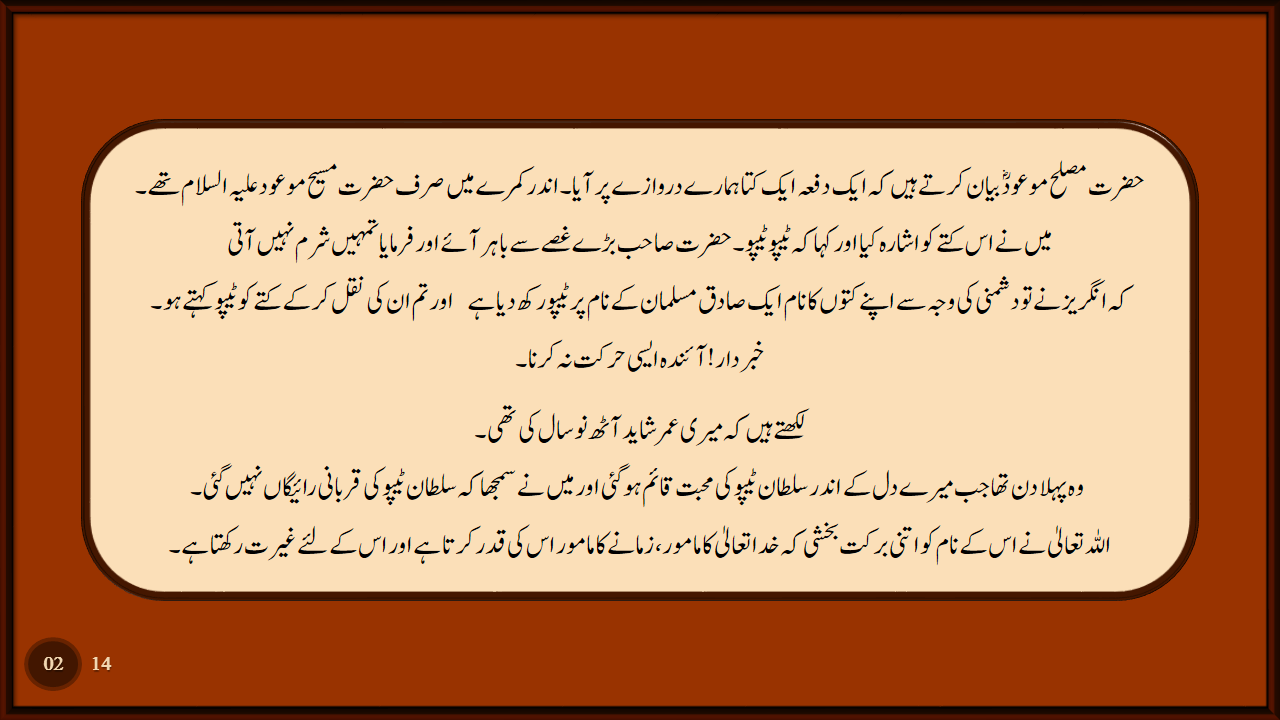 حضرت مصلح موعودؓ بیان کرتے ہیں کہ ایک دفعہ ایک کتا ہمارے دروازے پر آیا۔ اندر کمرے میں صرف حضرت مسیح موعود علیہ السلام تھے۔
میں نے اس کتے کو اشارہ کیا اور کہا کہ ٹیپو ٹیپو۔ حضرت صاحب بڑے غصے سے باہر آئے اور فرمایا تمہیں شرم نہیں آتی
کہ انگریز نے تو دشمنی کی وجہ سے اپنے کتوں کا نام ایک صادق مسلمان کے نام پر ٹیپو رکھ دیا ہے اور تم ان کی نقل کر کے کتے کو ٹیپو کہتے ہو۔
خبر دار! آئندہ ایسی حرکت نہ کرنا۔
لکھتے ہیں کہ میری عمر شاید آٹھ نو سال کی تھی۔
وہ پہلا دن تھا جب میرے دل کے اندر سلطان ٹیپو کی محبت قائم ہو گئی اور میں نے سمجھا کہ سلطان ٹیپو کی قربانی رائیگاں نہیں گئی۔
اللہ تعالیٰ نے اس کے نام کو اتنی برکت بخشی کہ خدا تعالیٰ کا مامور، زمانے کا مامور اس کی قدر کرتا ہے اور اس کے لئے غیرت رکھتا ہے۔
02 14